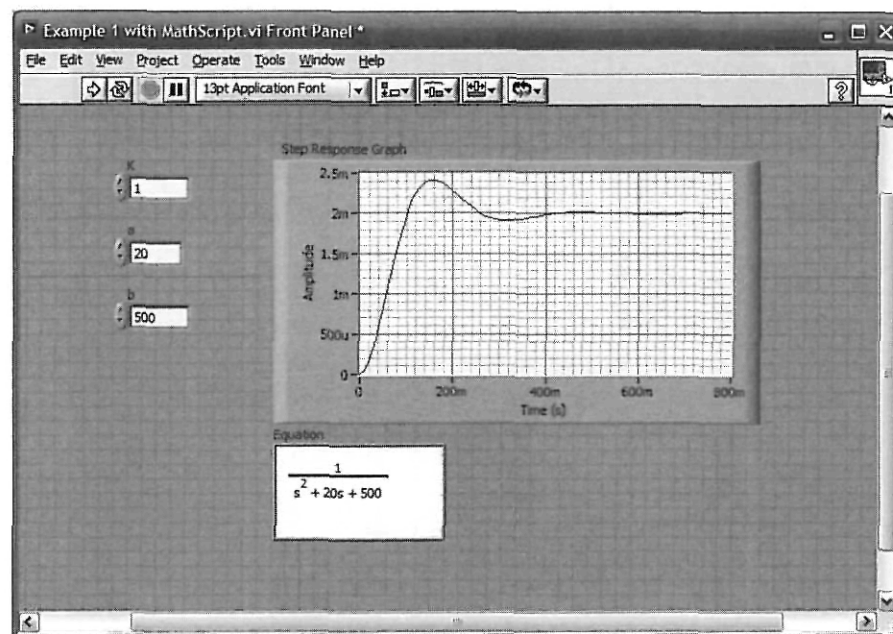 Example 1 with MathScript.vi Front Panel *
File Edit View Project Operate Tools Window Help
13pt Application Font
?
K
1
a
20
b
500
Step Response Graph
Amplitude
2.5m
2m
1.5m
1m
500u
0
0 200m 400m 600m 800m
Time (s)
Equation
1
s² + 20s + 500